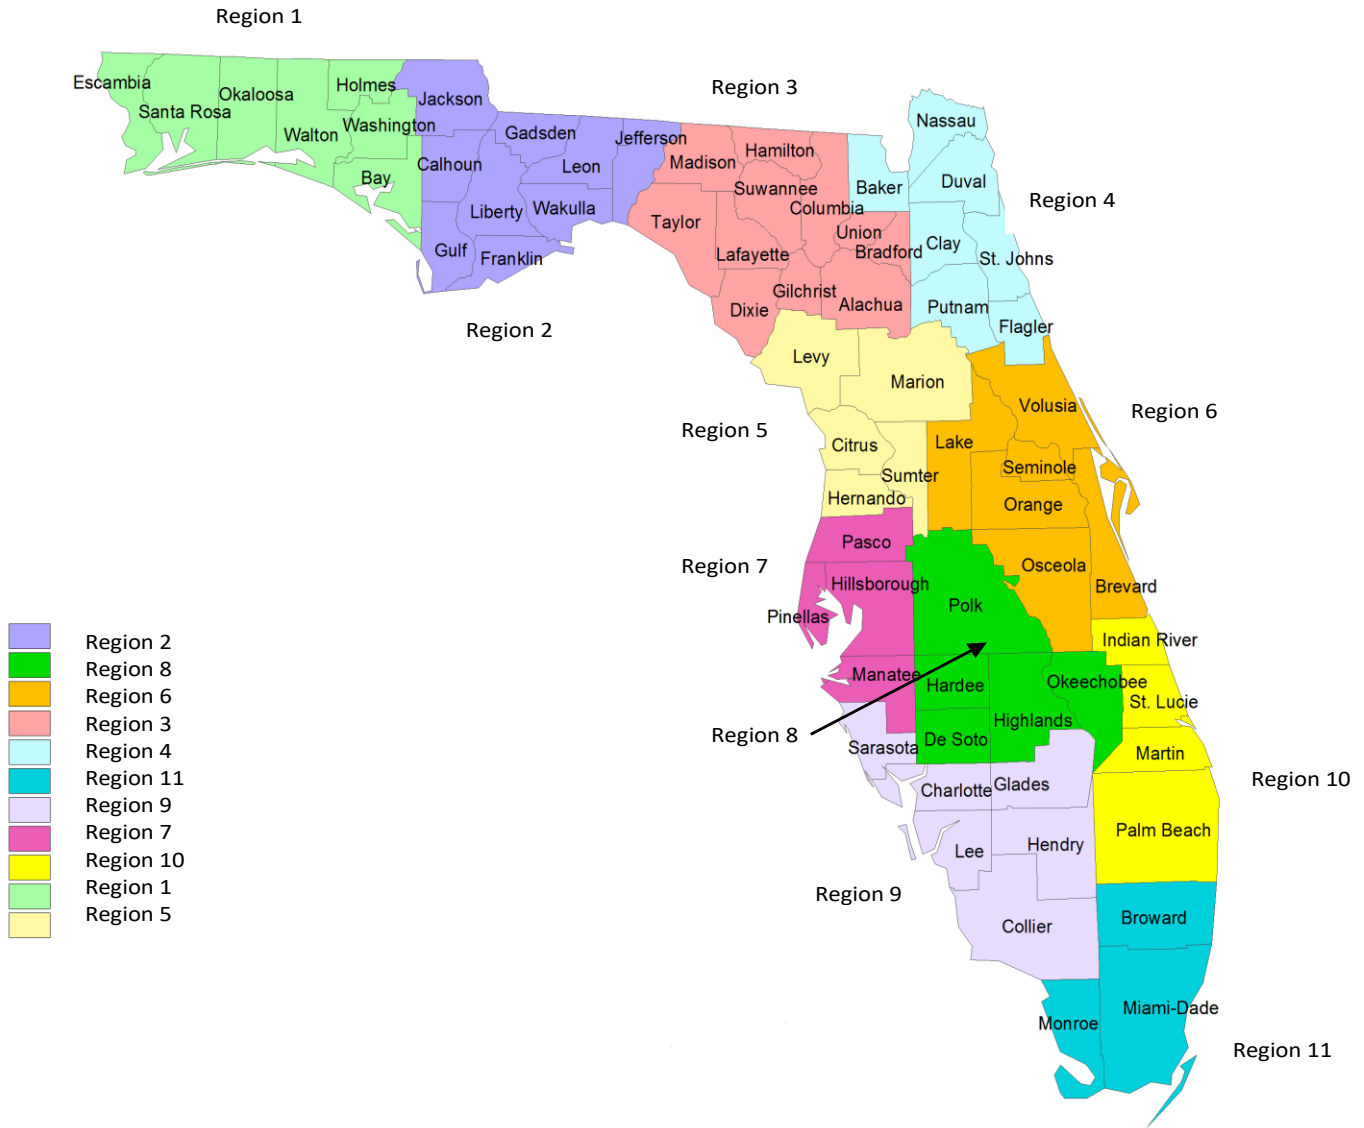 Region 1
Escambia
Santa Rosa
Okaloosa
Walton
Holmes
Washington
Bay
Jackson
Calhoun
Gulf
Gadsden
Liberty
Franklin
Leon
Wakulla
Jefferson
Region 2
Region 3
Madison
Hamilton
Suwannee
Columbia
Taylor
Lafayette
Union
Bradford
Dixie
Gilchrist
Alachua
Nassau
Baker
Duval
Region 4
Clay
St. Johns
Putnam
Flagler
Levy
Marion
Region 5
Citrus
Sumter
Hernando
Volusia
Region 6
Lake
Seminole
Orange
Osceola
Brevard
Region 7
Pasco
Hillsborough
Pinellas
Manatee
Polk
Hardee
Okeechobee
Highlands
De Soto
Region 8
Indian River
St. Lucie
Martin
Palm Beach
Region 10
Sarasota
Charlotte
Glades
Lee
Hendry
Collier
Region 9
Broward
Miami-Dade
Monroe
Region 11
Region 2
Region 8
Region 6
Region 3
Region 4
Region 11
Region 9
Region 7
Region 10
Region 1
Region 5